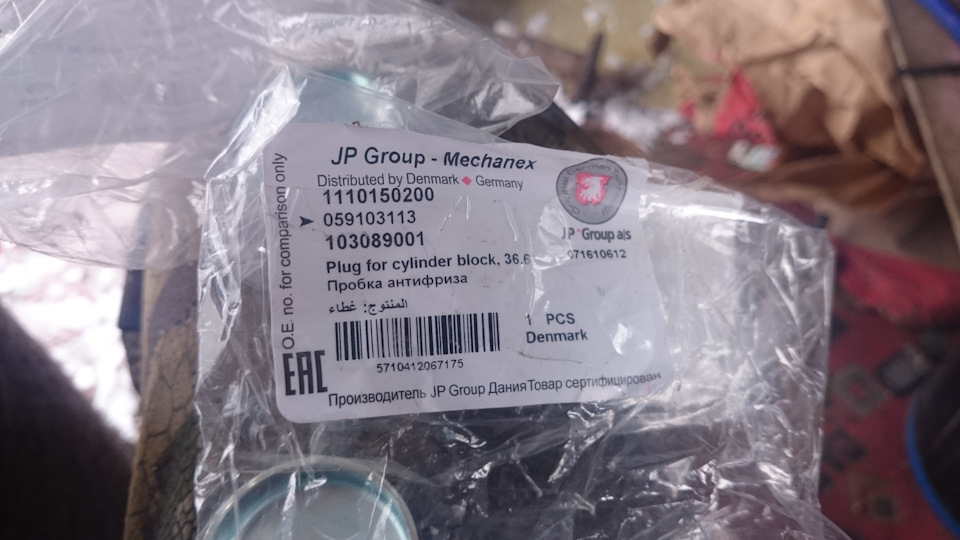 JP Group - Mechanex
Distributed by Denmark Germany
1110150200
059103113
103089001
Plug for cylinder block, 36.6
Пробка антифриза
المنتوج: غطاء
5710412067175
EAC
Производитель JP Group Дания Товар сертифицирован
O.E. no. for comparison only
JP Group a/s
071610612
1 PCS
Denmark